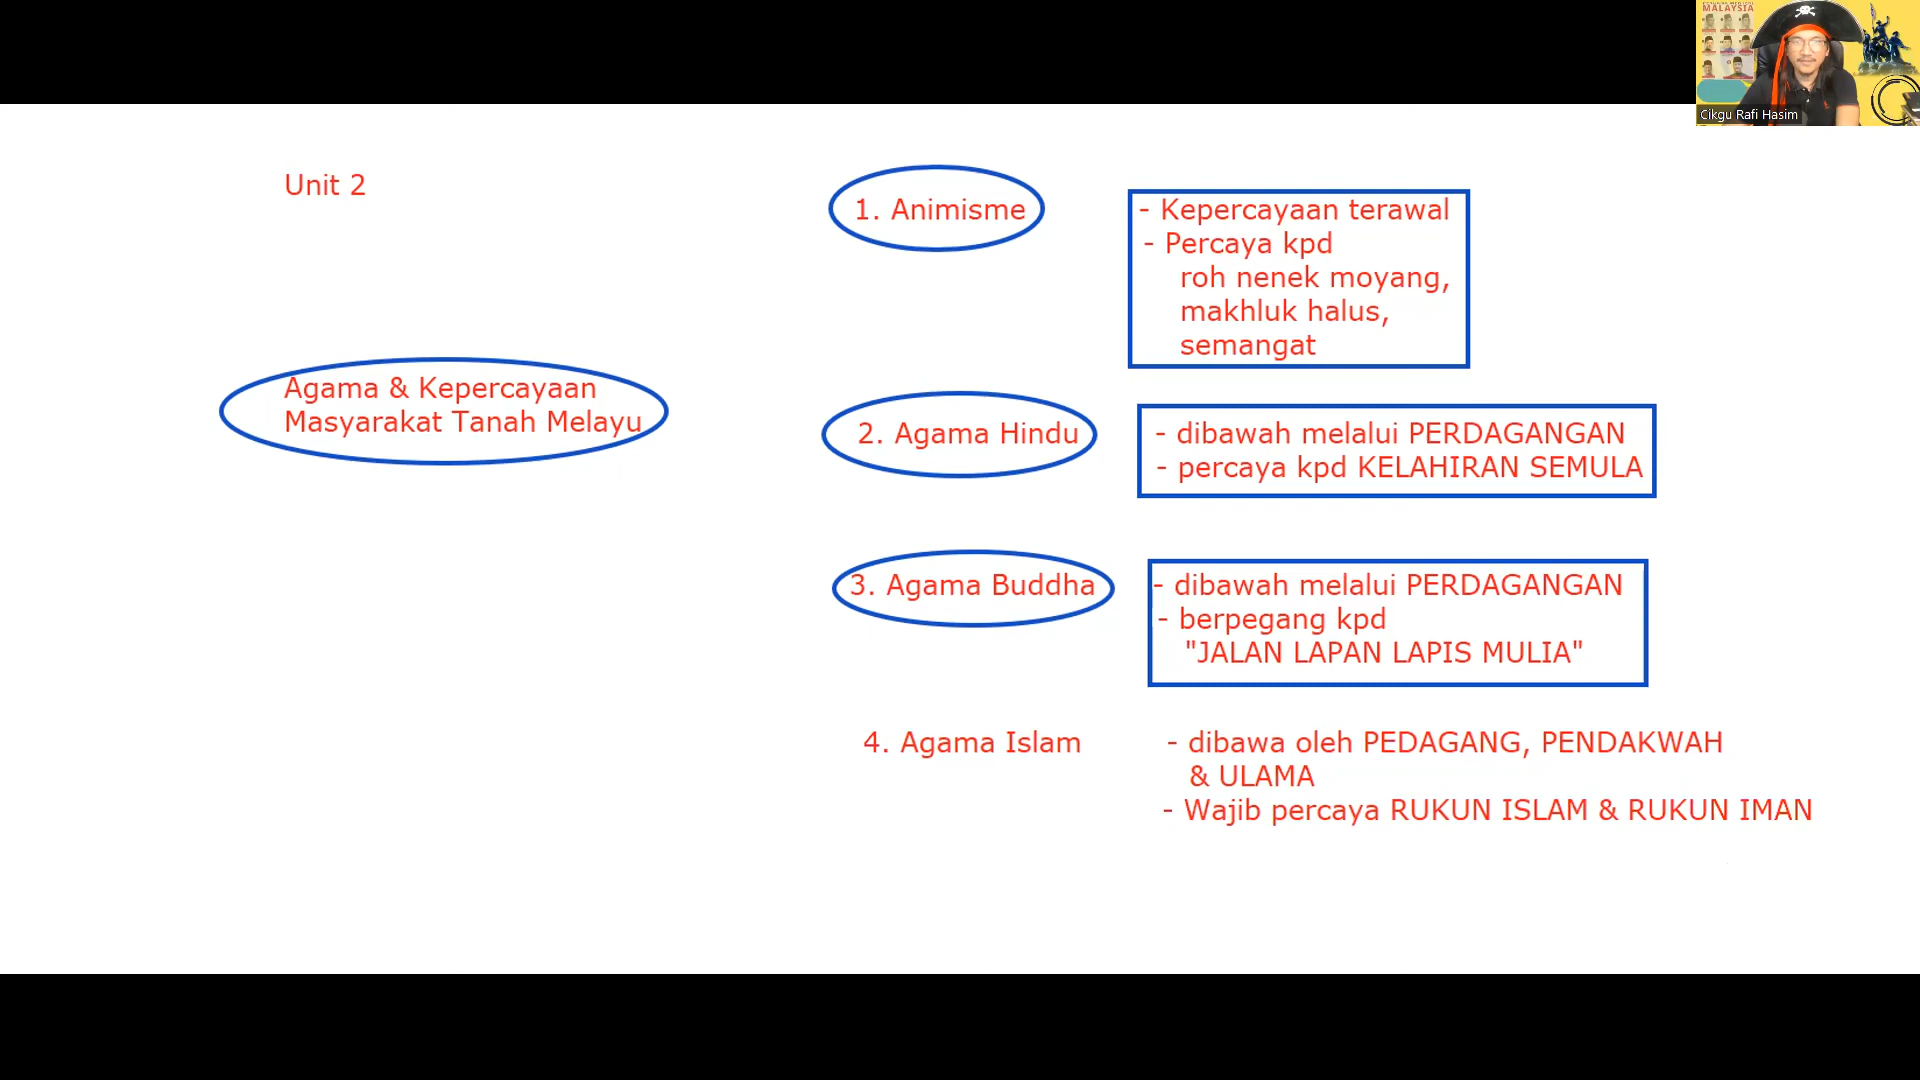 MALAYSIA
Cikgu Rafi Hasim
Unit 2
Agama & Kepercayaan
Masyarakat Tanah Melayu
1. Animisme
- Kepercayaan terawal
- Percaya kpd
roh nenek moyang,
makhluk halus,
semangat
2. Agama Hindu
- dibawah melalui PERDAGANGAN
- percaya kpd KELAHIRAN SEMULA
3. Agama Buddha
- dibawah melalui PERDAGANGAN
- berpegang kpd
"JALAN LAPAN LAPIS MULIA"
4. Agama Islam
- dibawa oleh PEDAGANG, PENDAKWAH
& ULAMA
- Wajib percaya RUKUN ISLAM & RUKUN IMAN